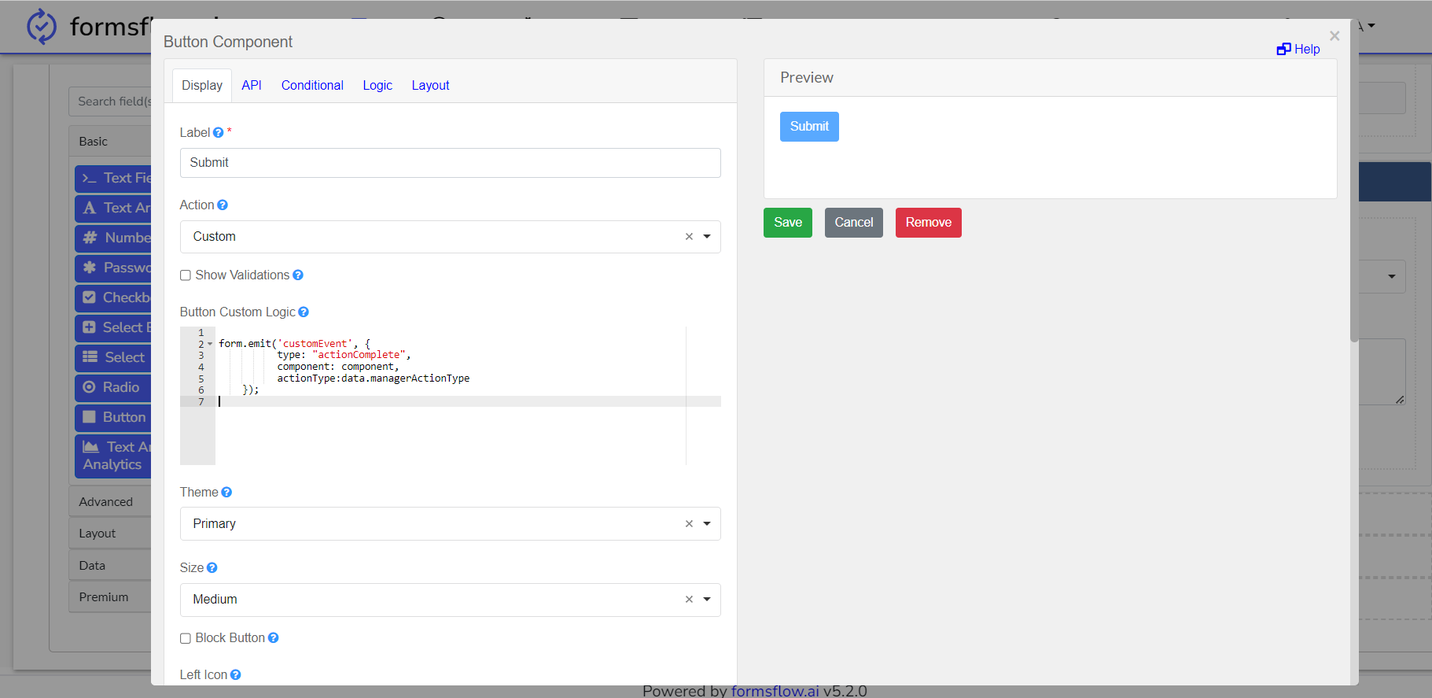 Button Component
×
Help
Display
API
Conditional
Logic
Layout
Label *
Submit
Action
Custom
Show Validations
Button Custom Logic
1
2 form.emit('customEvent', {
3 type: "actionComplete",
4 component: component,
5 actionType:data.managerActionType
6 });
7
Theme
Primary
Size
Medium
Block Button
Left Icon
Preview
Submit
Save
Cancel
Remove
Search field(s
Basic
Text Fie
Text Ar
Numbe
Passwo
Checkb
Select B
Select
Radio
Button
Text Ar
Analytics
Advanced
Layout
Data
Premium
Powered by formsflow.ai v5.2.0